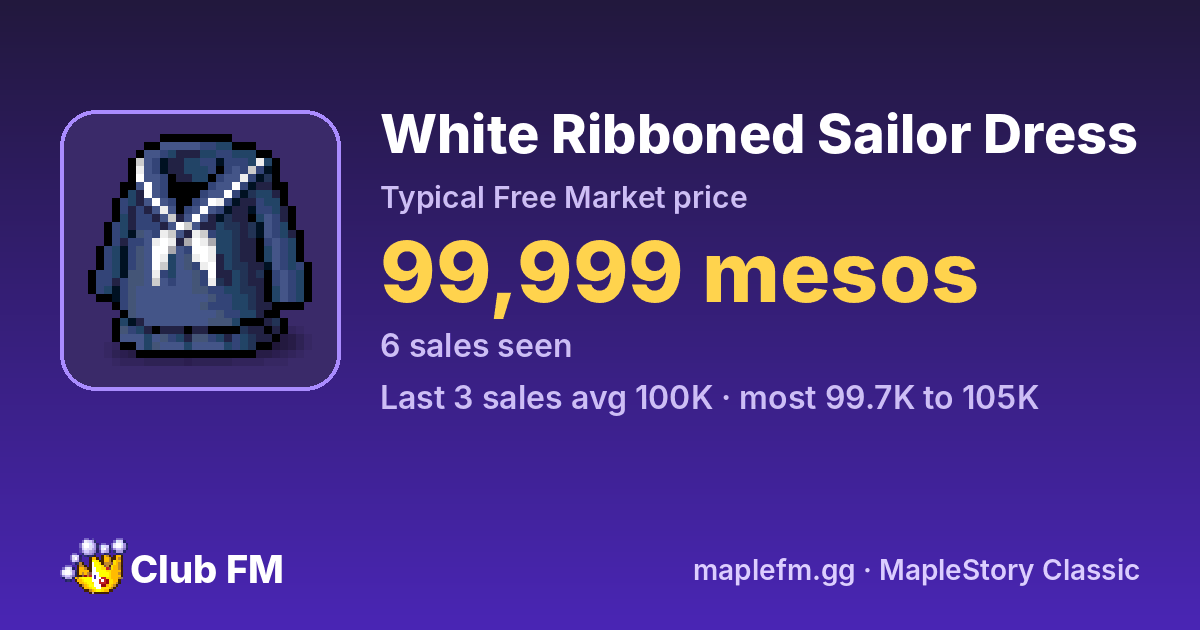 White Ribboned Sailor Dress
Typical Free Market price
99,999 mesos
6 sales seen
Last 3 sales avg 100K · most 99.7K to 105K
Club FM
maplefm.gg · MapleStory Classic